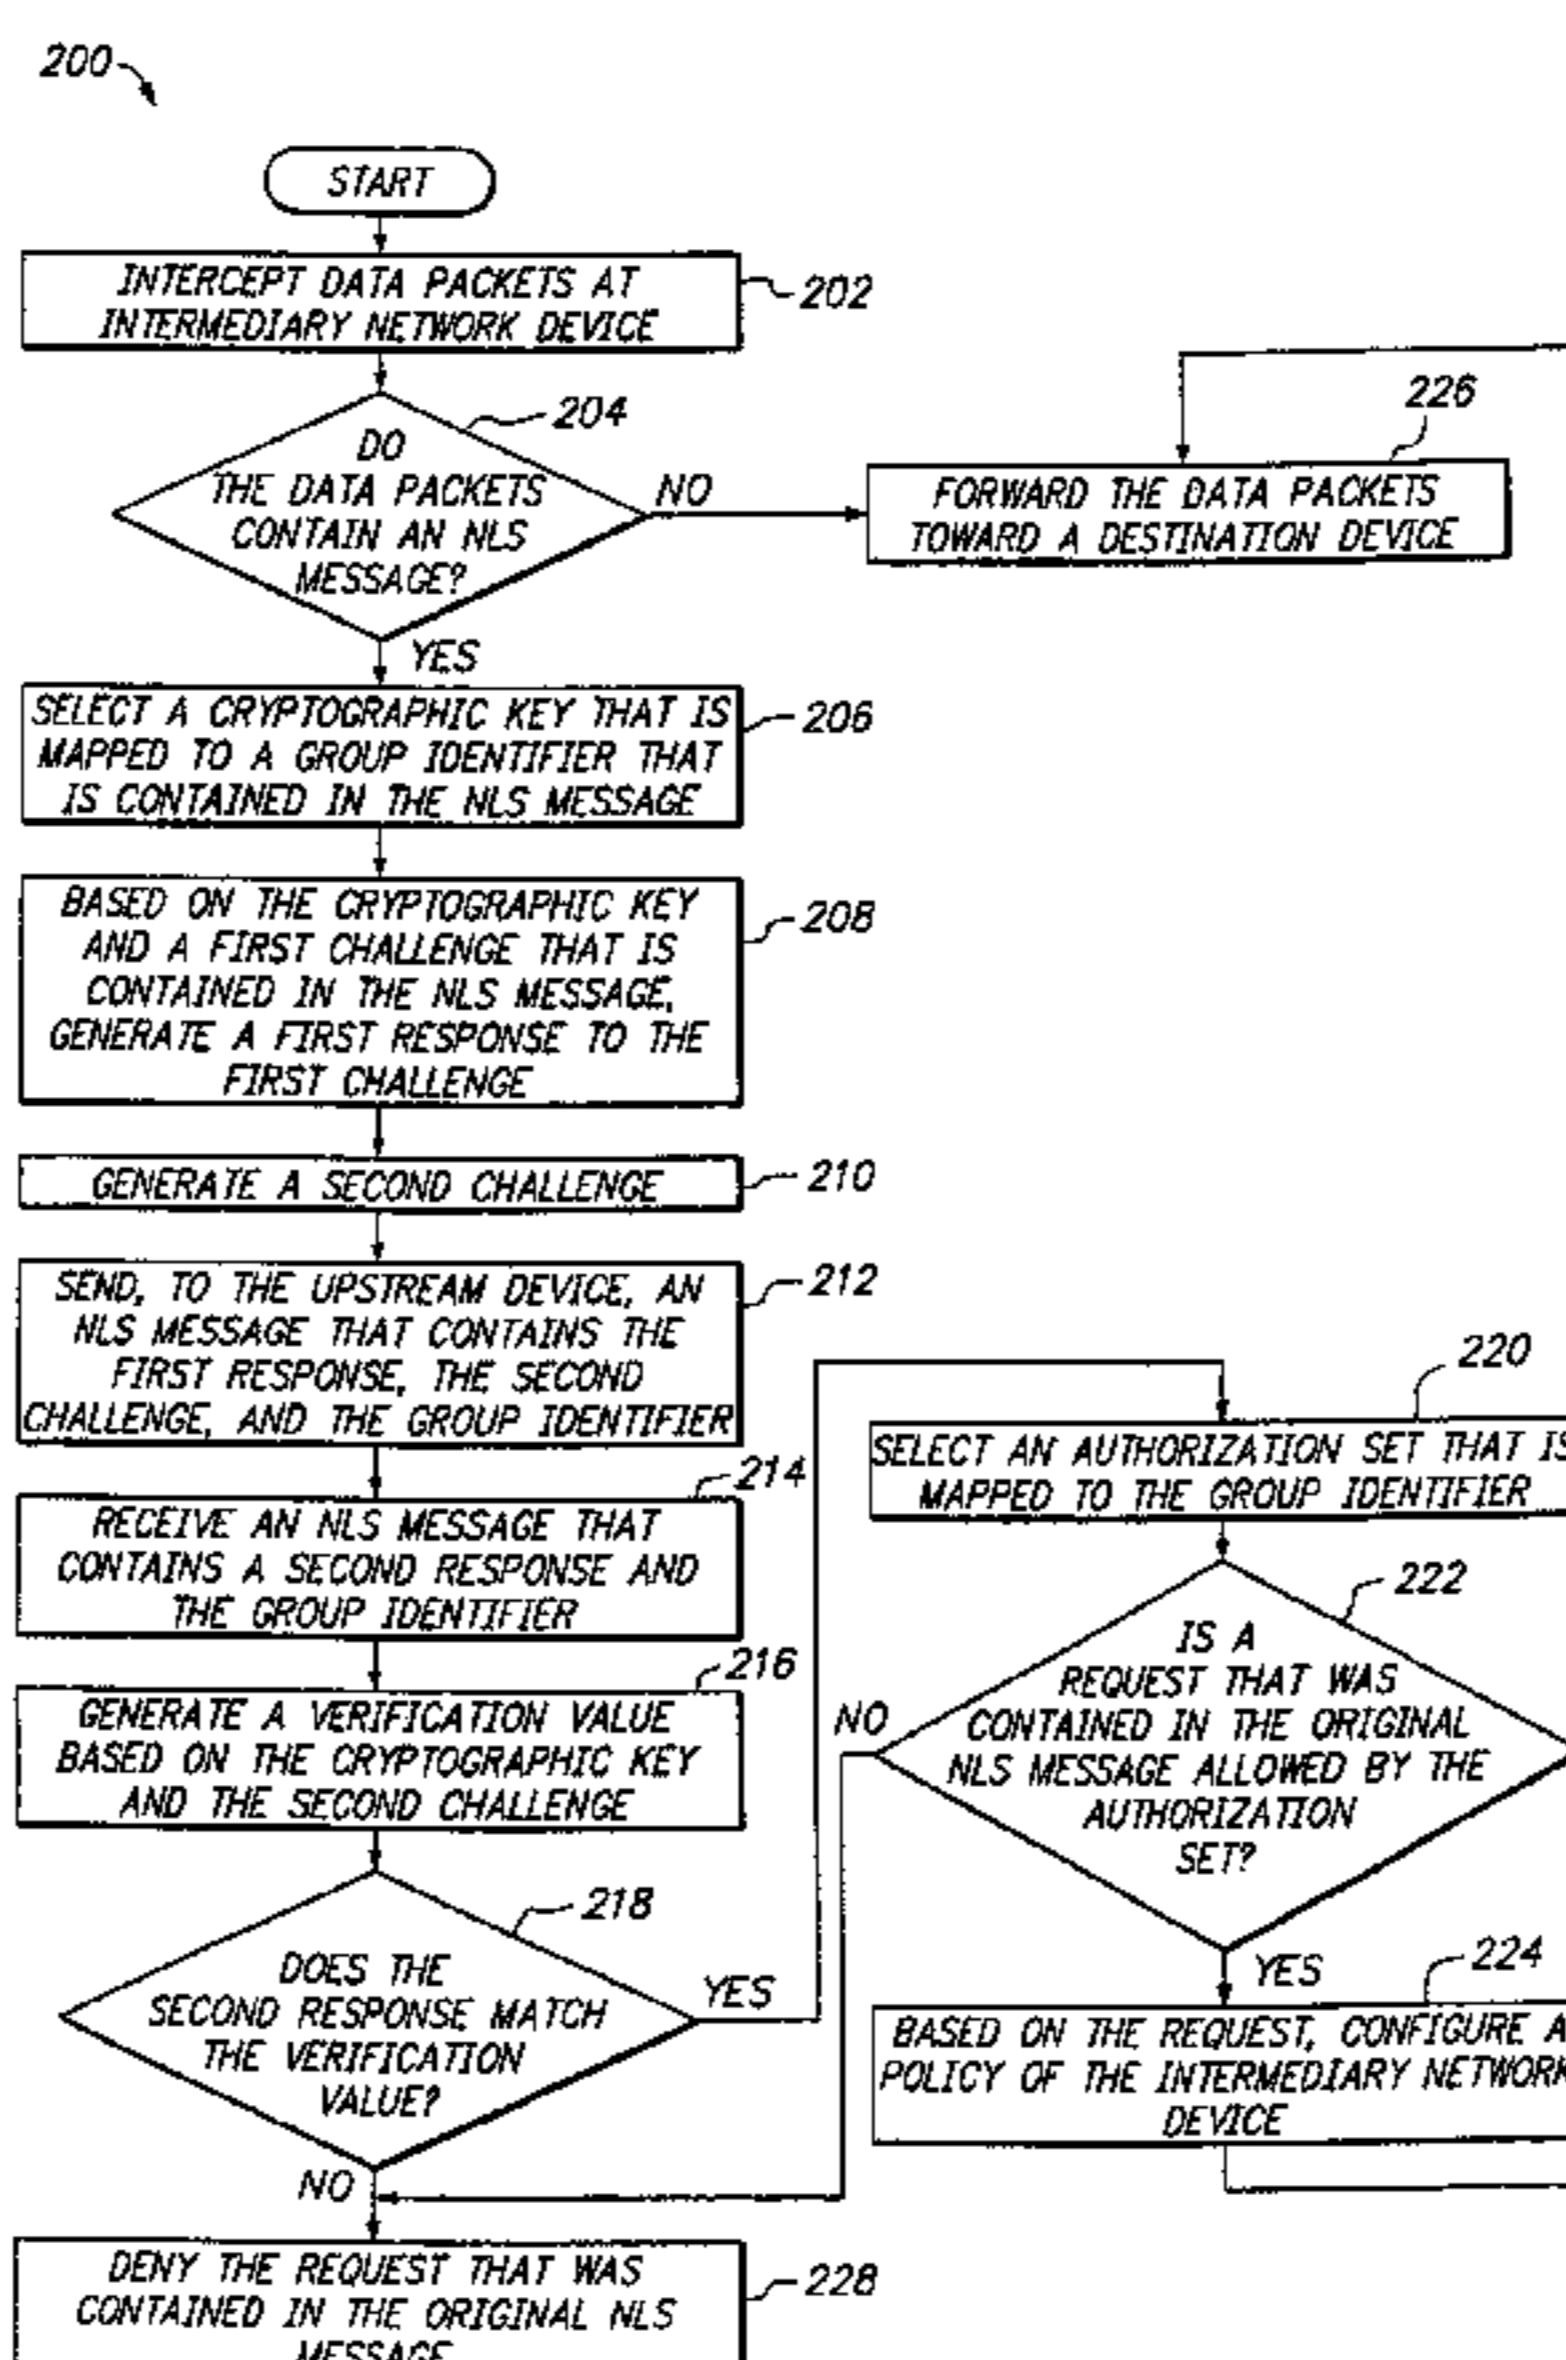 200
START
INTERCEPT DATA PACKETS AT
INTERMEDIARY NETWORK DEVICE
202
204
DO
THE DATA PACKETS
CONTAIN AN NLS
MESSAGE?
NO
226
FORWARD THE DATA PACKETS
TOWARD A DESTINATION DEVICE
YES
SELECT A CRYPTOGRAPHIC KEY THAT IS
MAPPED TO A GROUP IDENTIFIER THAT
IS CONTAINED IN THE NLS MESSAGE
206
BASED ON THE CRYPTOGRAPHIC KEY
AND A FIRST CHALLENGE THAT IS
CONTAINED IN THE NLS MESSAGE,
GENERATE A FIRST RESPONSE TO THE
FIRST CHALLENGE
208
GENERATE A SECOND CHALLENGE
210
SEND, TO THE UPSTREAM DEVICE, AN
NLS MESSAGE THAT CONTAINS THE
FIRST RESPONSE, THE SECOND
CHALLENGE, AND THE GROUP IDENTIFIER
212
214
RECEIVE AN NLS MESSAGE THAT
CONTAINS A SECOND RESPONSE AND
THE GROUP IDENTIFIER
216
GENERATE A VERIFICATION VALUE
BASED ON THE CRYPTOGRAPHIC KEY
AND THE SECOND CHALLENGE
218
DOES THE
SECOND RESPONSE MATCH
THE VERIFICATION
VALUE?
YES
NO
220
SELECT AN AUTHORIZATION SET THAT IS
MAPPED TO THE GROUP IDENTIFIER
222
IS A
REQUEST THAT WAS
CONTAINED IN THE ORIGINAL
NLS MESSAGE ALLOWED BY THE
AUTHORIZATION
SET?
NO
YES
224
BASED ON THE REQUEST, CONFIGURE A
POLICY OF THE INTERMEDIARY NETWORK
DEVICE
DENY THE REQUEST THAT WAS
CONTAINED IN THE ORIGINAL NLS
MESSAGE
228